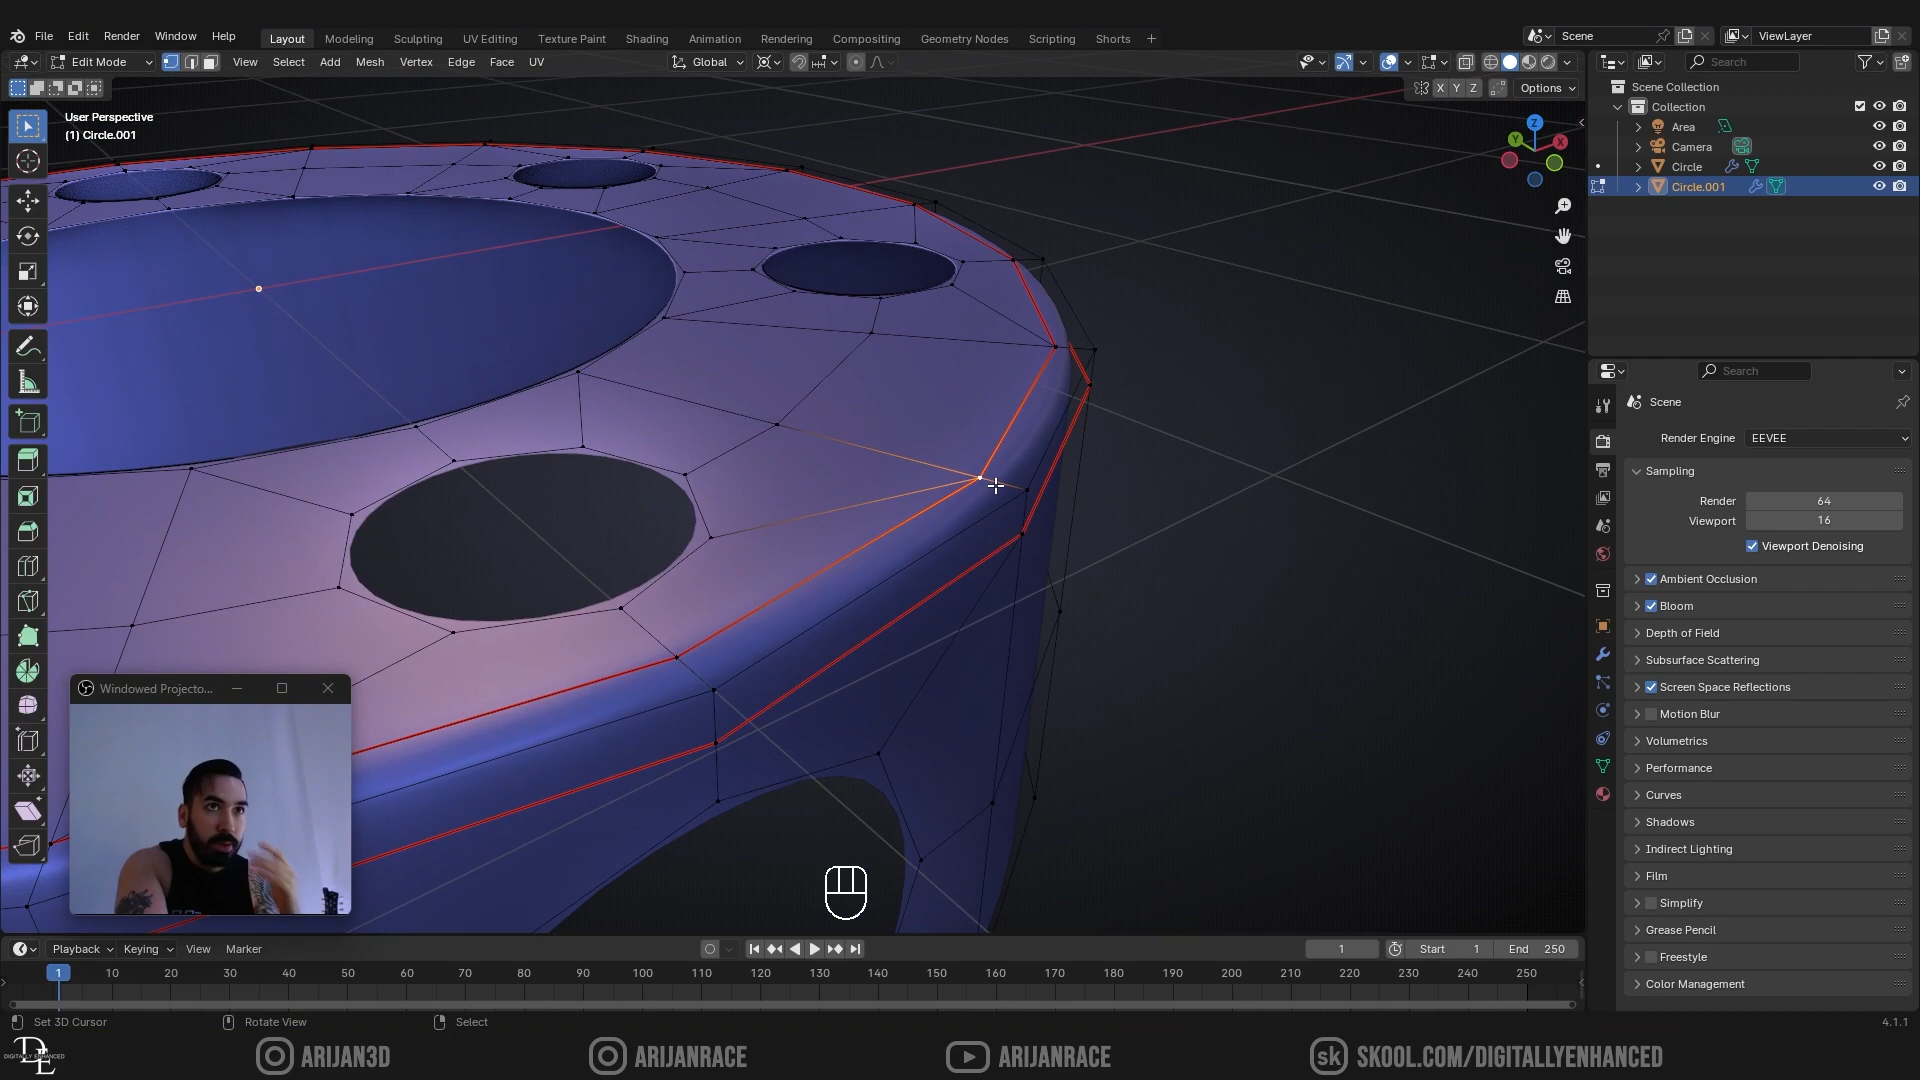 File Edit Render Window Help
Layout Modeling Sculpting UV Editing Texture Paint Shading Animation Rendering Compositing Geometry Nodes Scripting Shorts
Scene
ViewLayer
Edit Mode View Select Add Mesh Vertex Edge Face UV
Global
X Y Z Options
User Perspective
(1) Circle.001
Z
Y
X
Search
Scene Collection
Collection
Area
Camera
Circle
Circle.001
Search
Scene
Render Engine EEVEE
Sampling
Render 64
Viewport 16
Viewport Denoising
Ambient Occlusion
Bloom
Depth of Field
Subsurface Scattering
Screen Space Reflections
Motion Blur
Volumetrics
Performance
Curves
Shadows
Indirect Lighting
Film
Simplify
Grease Pencil
Freestyle
Color Management
Windowed Projecto...
Playback Keying View Marker
1 Start 1 End 250
1 10 20 30 40 50 60 70 80 90 100 110 120 130 140 150 160 170 180 190 200 210 220 230 240 250
Set 3D Cursor Rotate View Select
4.1.1
DIGITALLY ENHANCED
ARIJAN3D ARIJANRACE ARIJANRACE sk SKOOL.COM/DIGITALLYENHANCED